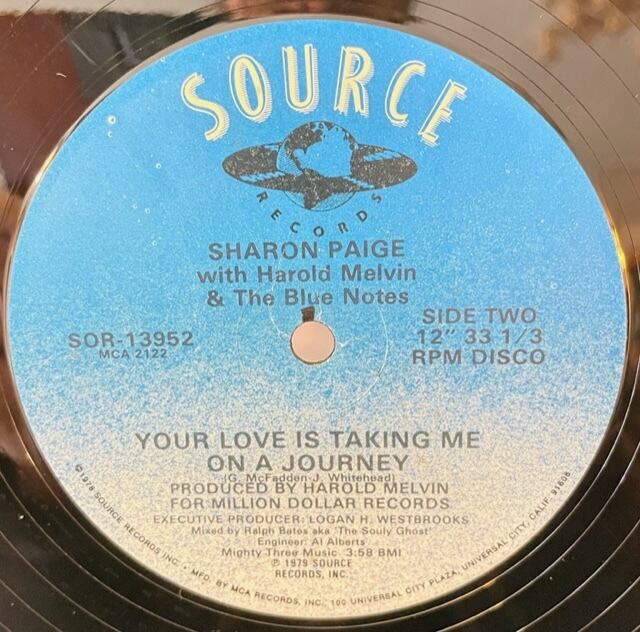 SOURCE
RECORDS
SHARON PAIGE
with Harold Melvin
& The Blue Notes
SIDE TWO
SOR-13952
12" 33 1/3
MCA 2122
RPM DISCO
YOUR LOVE IS TAKING ME
ON A JOURNEY
(G. McFadden-J. Whitehead)
PRODUCED BY HAROLD MELVIN
FOR MILLION DOLLAR RECORDS
EXECUTIVE PRODUCER: LOGAN H. WESTBROOKS
Mixed by Ralph Bates aka 'The Souly Ghost'
Engineer: Al Alberts
Mighty Three Music 3:58 BMI
℗ 1979 SOURCE
RECORDS, INC.
©1978 SOURCE RECORDS INC. • MFD. BY MCA RECORDS, INC., 100 UNIVERSAL CITY PLAZA, UNIVERSAL CITY, CALIF. 91608